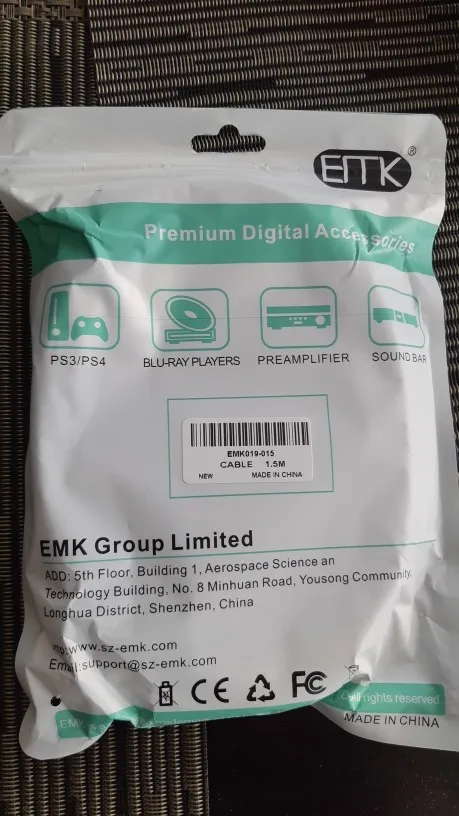 EMK®
Premium Digital Accessories
PS3/PS4
BLU-RAY PLAYERS
PREAMPLIFIER
SOUND BAR
EMK019-015
CABLE 1.5M
NEW MADE IN CHINA
EMK Group Limited
ADD: 5th Floor, Building 1, Aerospace Science an
Technology Building, No. 8 Minhuan Road, Yousong Community,
Longhua District, Shenzhen, China
www.sz-emk.com
Email:support@sz-emk.com
CE FC
EMK
All rights reserved
MADE IN CHINA